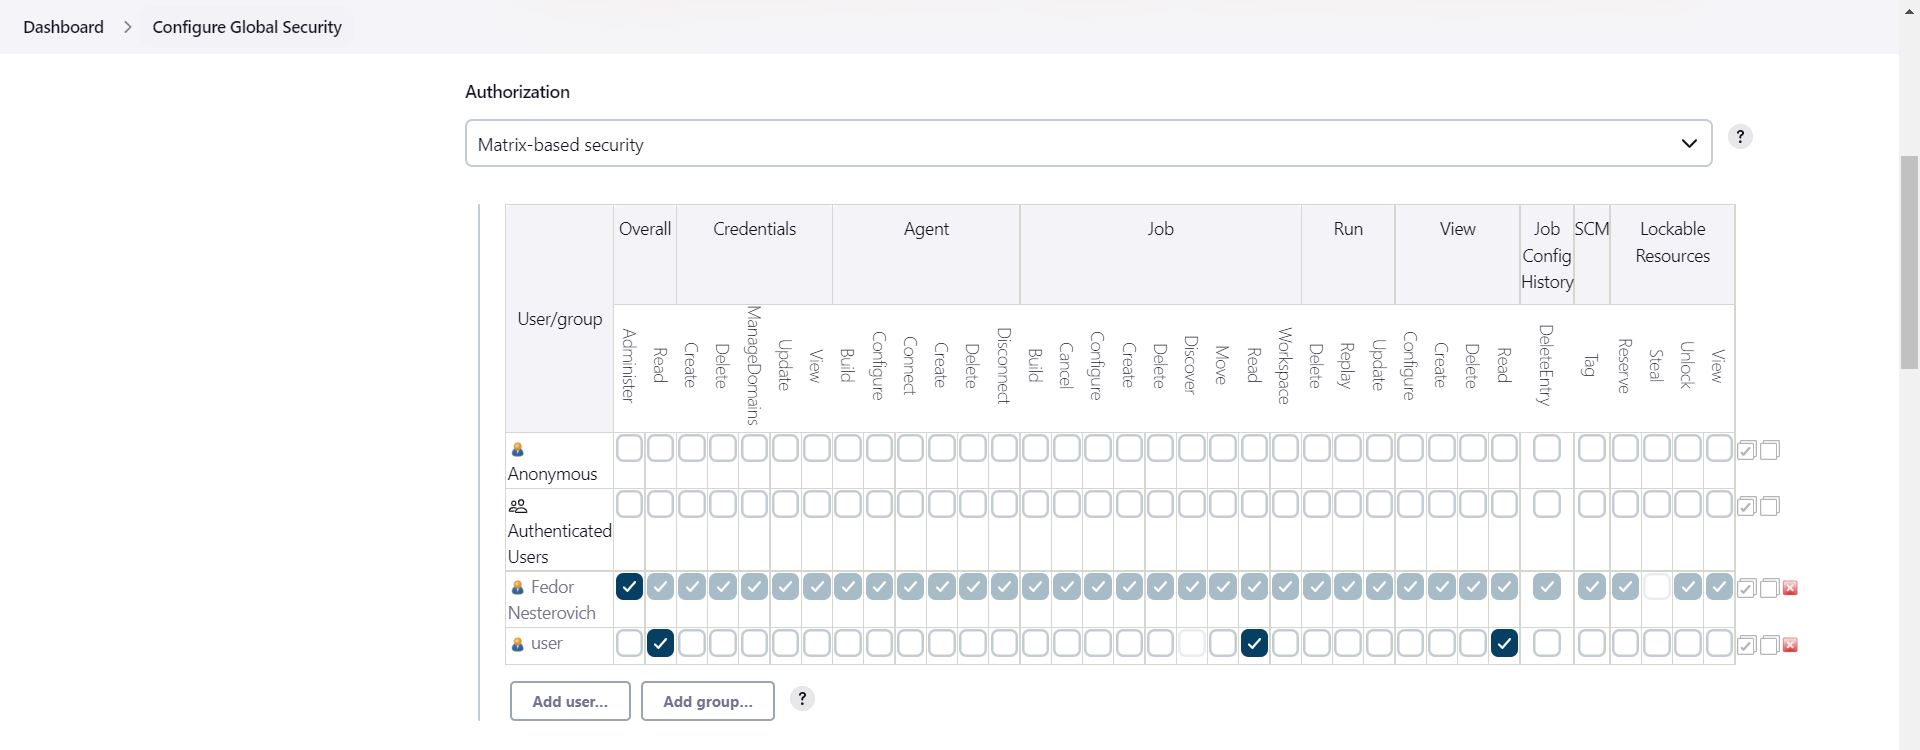 Dashboard > Configure Global Security
Authorization
Matrix-based security
?
User/group
Overall
Credentials
Agent
Job
Run
View
Job
Config
History
SCM
Lockable
Resources
Administer
Read
Create
Delete
ManageDomains
Update
View
Build
Configure
Connect
Create
Delete
Disconnect
Build
Cancel
Configure
Create
Delete
Discover
Move
Read
Workspace
Delete
Replay
Update
Configure
Create
Delete
Read
DeleteEntry
Tag
Reserve
Steal
Unlock
View
Anonymous
Authenticated
Users
Fedor
Nesterovich
user
Add user...
Add group...
?